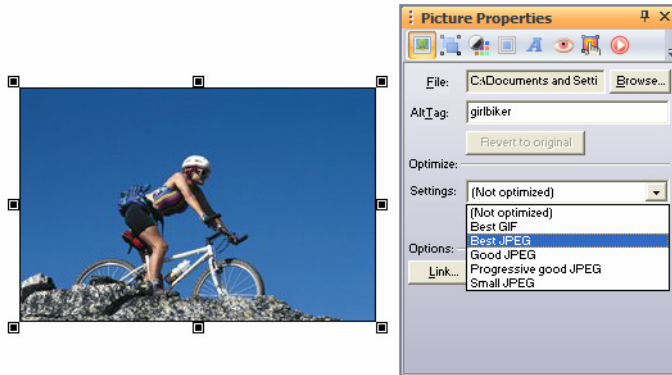 Picture Properties
File: C:\Documents and Setti Browse...
AltTag: girlbiker
Revert to original
Optimize:
Settings: (Not optimized)
(Not optimized)
Best GIF
Best JPEG
Good JPEG
Progressive good JPEG
Small JPEG
Options:
Link...